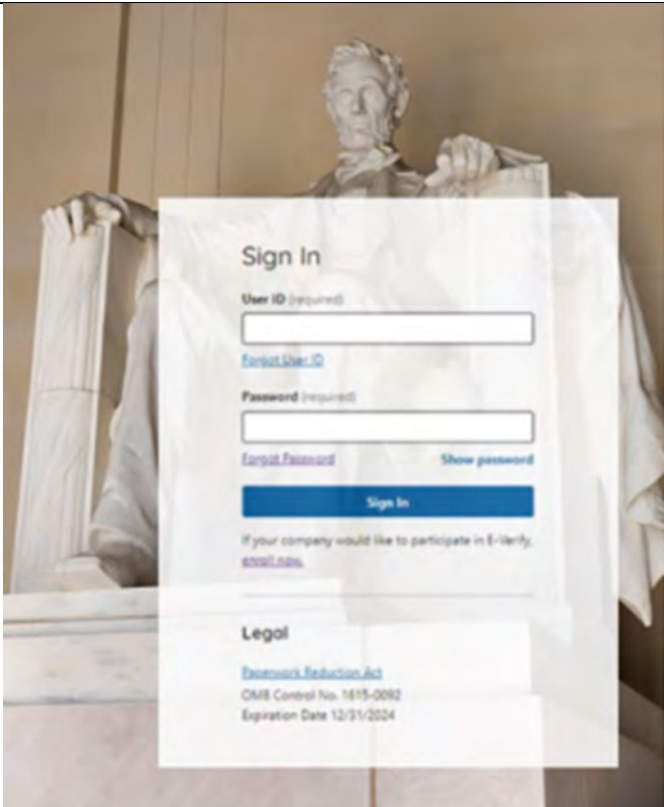 Sign In
User ID (required)
Forgot User ID
Password (required)
Forgot Password Show password
Sign In
If your company would like to participate in E-Verify,
enroll now.
Legal
Paperwork Reduction Act
OMB Control No. 1615-0092
Expiration Date 12/31/2024